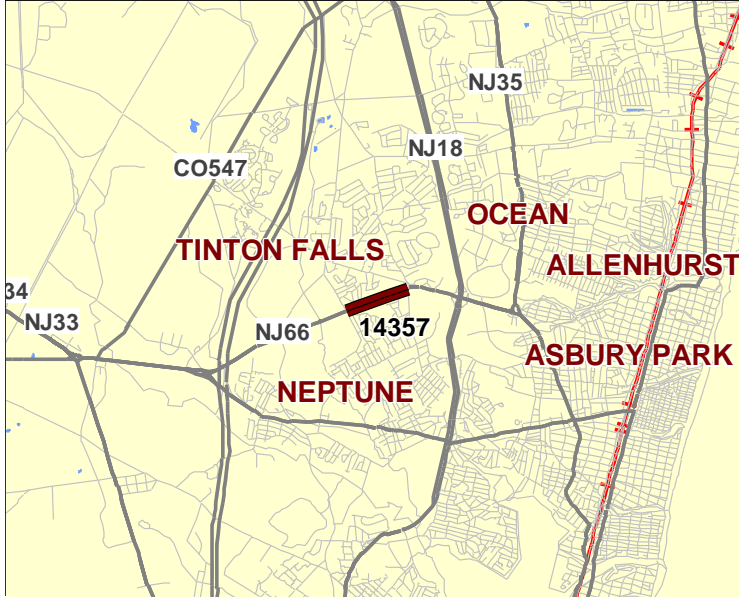 NJ35
NJ18
CO547
OCEAN
TINTON FALLS
ALLENHURST
34
NJ33
NJ66
14357
ASBURY PARK
NEPTUNE